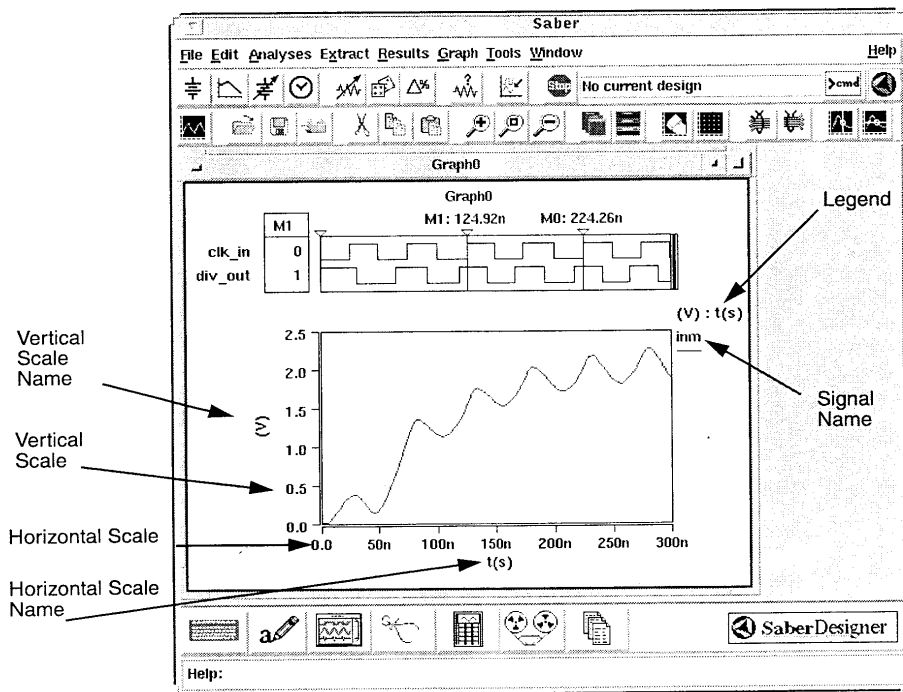 Saber
File Edit Analyses Extract Results Graph Tools Window Help
No current design
>cmd
Graph0
Graph0
M1: 124.92n M0: 224.26n
M1
clk_in 0
div_out 1
Legend
(V) : t(s)
inm
Signal
Name
Vertical
Scale
Name
Vertical
Scale
Horizontal Scale
Horizontal Scale
Name
2.5
2.0
1.5
1.0
0.5
0.0
(V)
0.0 50n 100n 150n 200n 250n 300n
t(s)
a
SaberDesigner
Help: